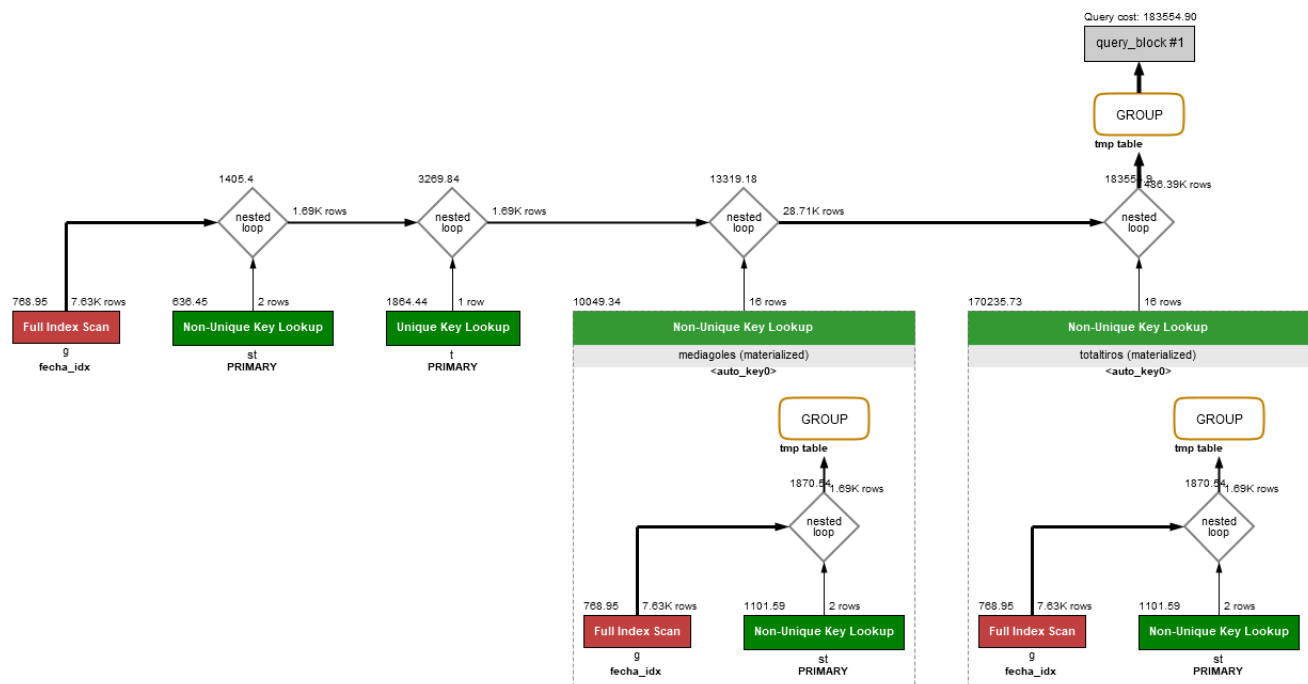 Query cost: 183554.90
query_block #1
GROUP
tmp table
1405.4
3269.84
13319.18
183554.9
486.39K rows
nested
loop
1.69K rows
nested
loop
1.69K rows
nested
loop
28.71K rows
nested
loop
768.95
7.63K rows
636.45
2 rows
1864.44
1 row
10049.34
16 rows
170235.73
16 rows
Full Index Scan
Non-Unique Key Lookup
Unique Key Lookup
Non-Unique Key Lookup
Non-Unique Key Lookup
g
fecha_idx
st
PRIMARY
t
PRIMARY
mediagoles (materialized)
<auto_key0>
totaltiros (materialized)
<auto_key0>
GROUP
tmp table
1870.54
1.69K rows
nested
loop
768.95
7.63K rows
1101.59
2 rows
Full Index Scan
Non-Unique Key Lookup
g
fecha_idx
st
PRIMARY
GROUP
tmp table
1870.54
1.69K rows
nested
loop
768.95
7.63K rows
1101.59
2 rows
Full Index Scan
Non-Unique Key Lookup
g
fecha_idx
st
PRIMARY